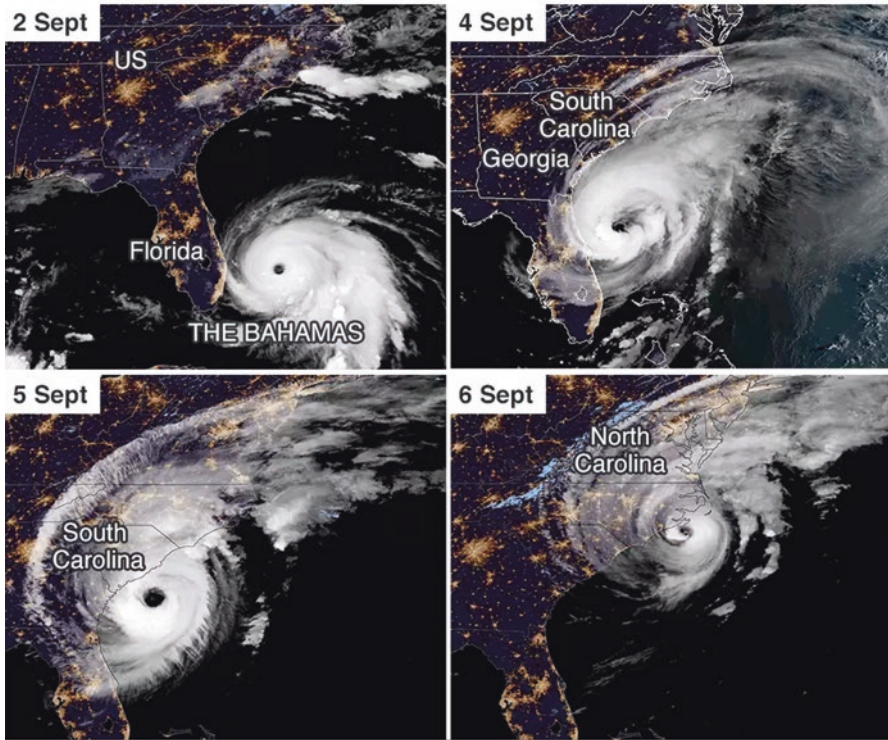 2 Sept
US
Florida
THE BAHAMAS
4 Sept
South
Carolina
Georgia
5 Sept
South
Carolina
6 Sept
North
Carolina